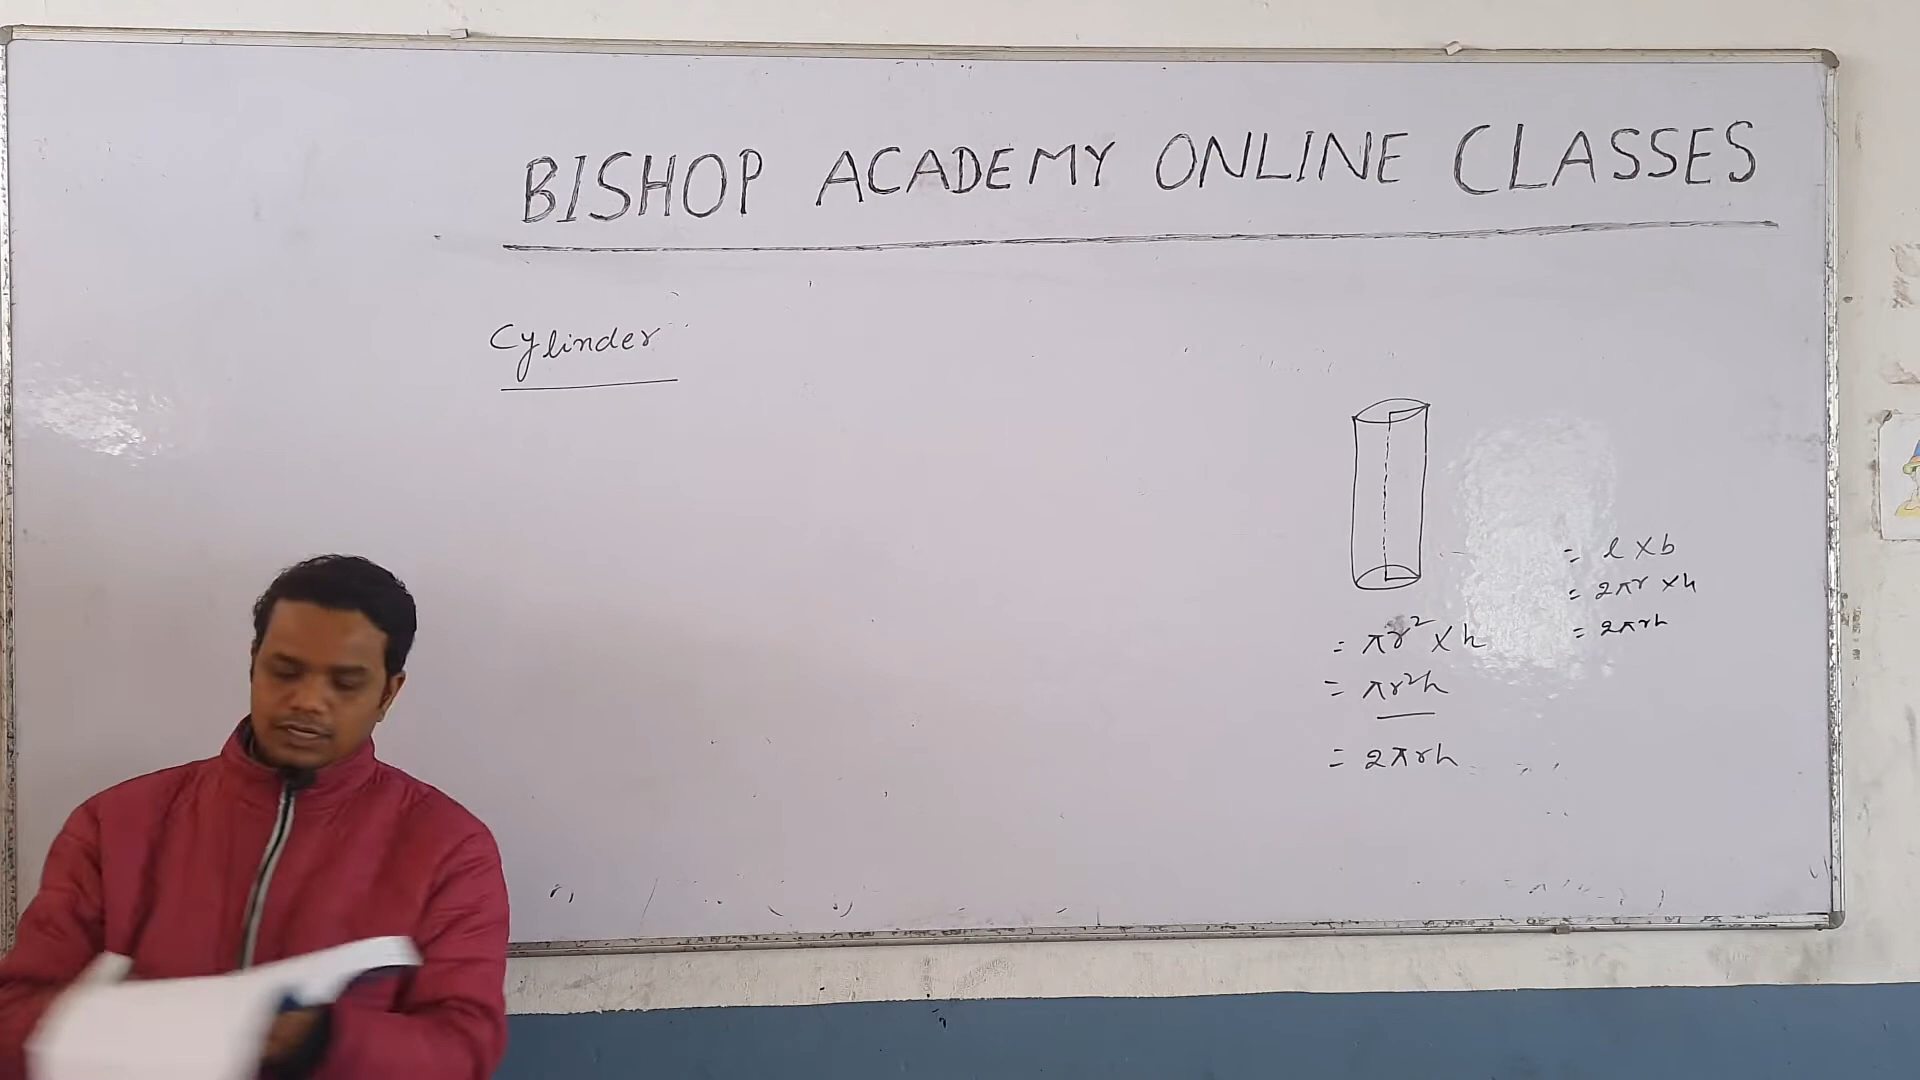 BISHOP ACADEMY ONLINE CLASSES
Cylinder
= πr² × h
= πr²h
= 2πrh
= l × b
= 2πr × h
= 2πrh